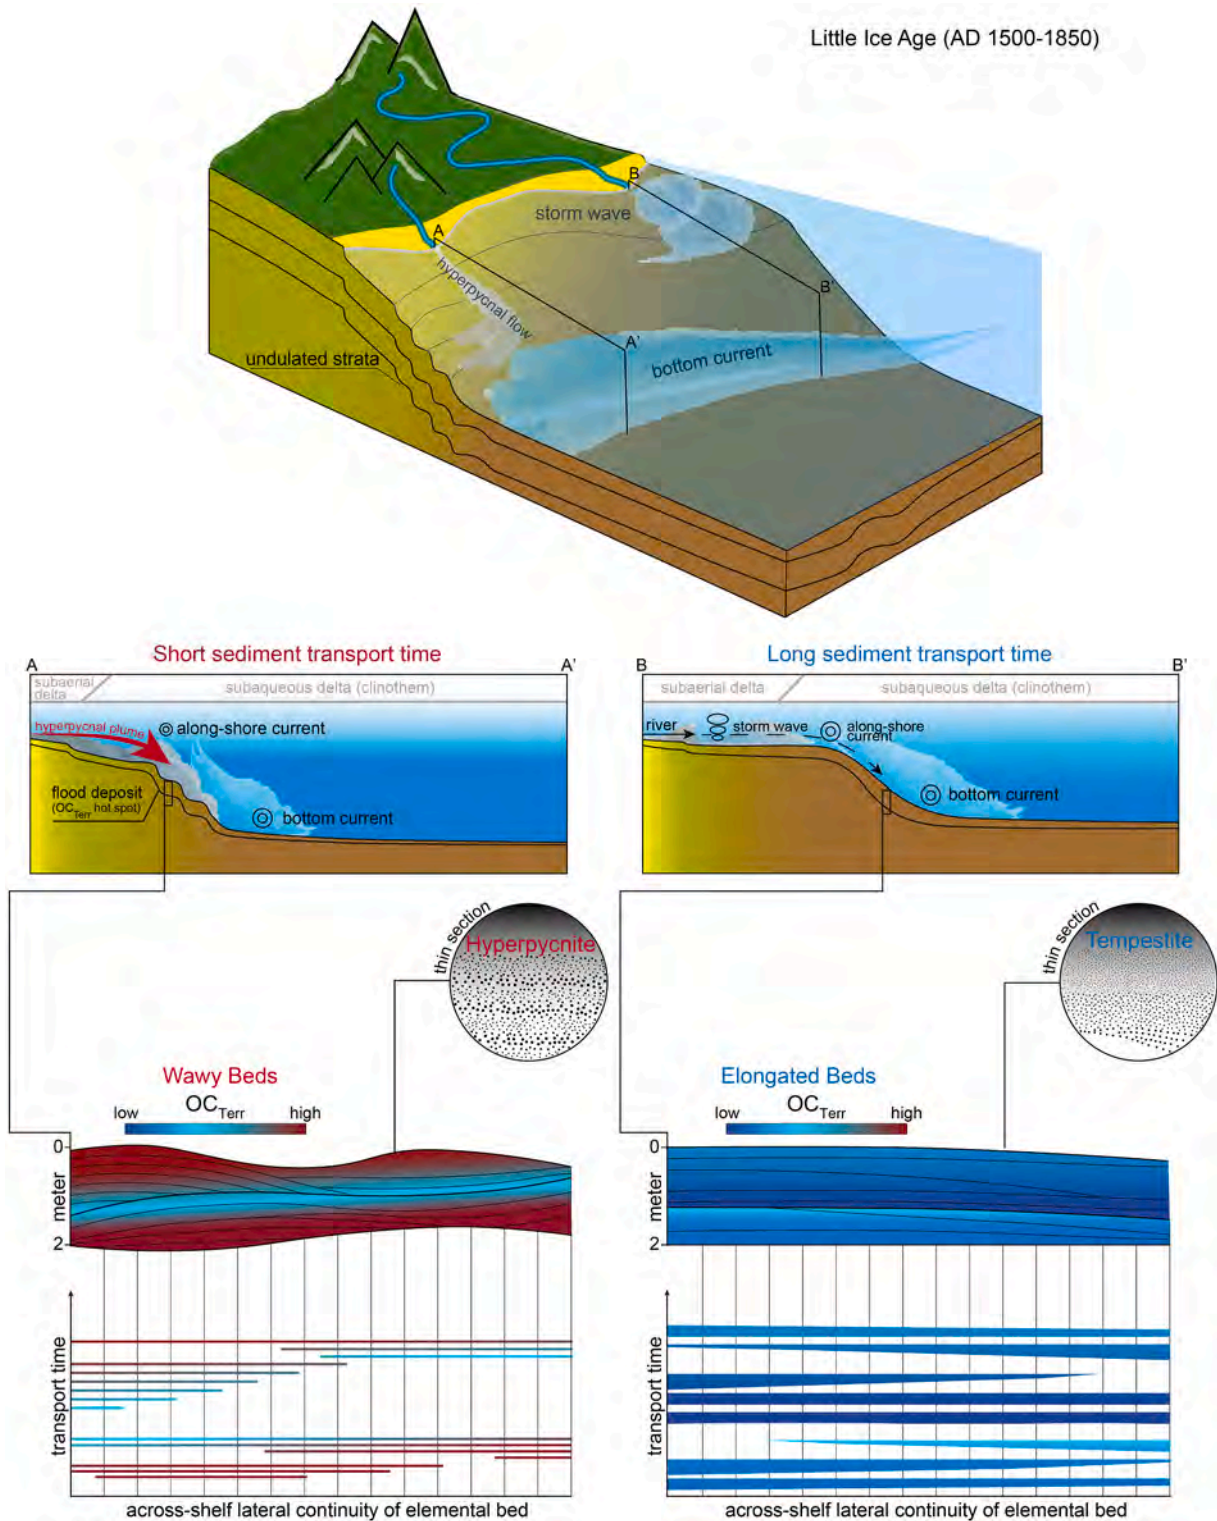 Little Ice Age (AD 1500-1850)
B
storm wave
A
hyperpycnal flow
B'
A'
bottom current
undulated strata
Short sediment transport time
A
A'
subaerial
delta
subaqueous delta (clinothem)
hyperpycnal plume
along-shore current
flood deposit
(OCTerr hot spot)
bottom current
Long sediment transport time
B
B'
subaerial delta
subaqueous delta (clinothem)
river
storm wave
along-shore
current
bottom current
thin section
Hyperpycnite
thin section
Tempestite
Wawy Beds
OCTerr
low
high
0
meter
2
transport time
across-shelf lateral continuity of elemental bed
Elongated Beds
OCTerr
low
high
0
meter
2
transport time
across-shelf lateral continuity of elemental bed